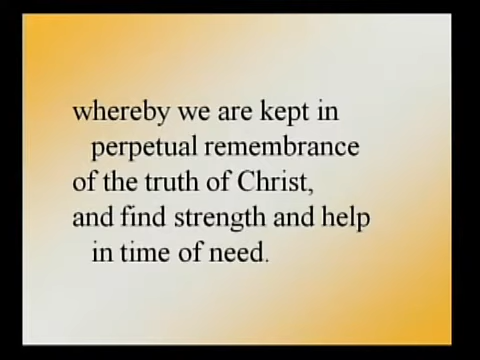 whereby we are kept in
perpetual remembrance
of the truth of Christ,
and find strength and help
in time of need.